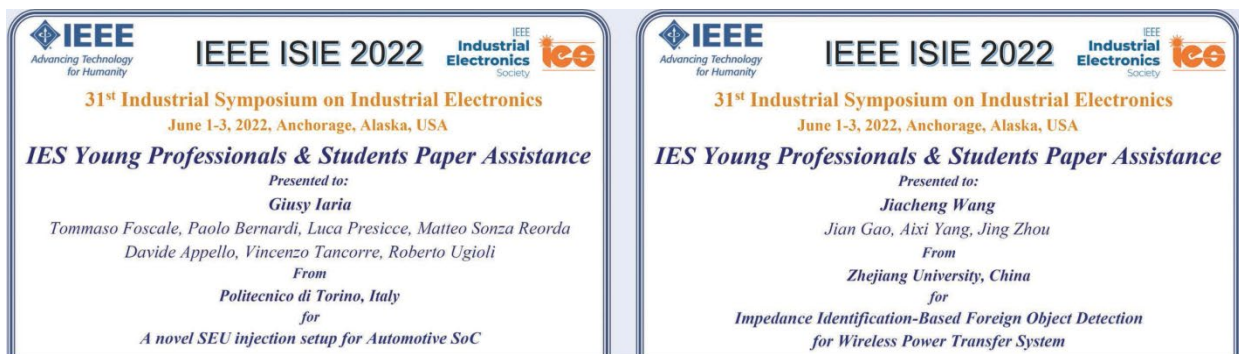 IEEE
Advancing Technology
for Humanity
IEEE ISIE 2022
IEEE
Industrial
Electronics
Society
ies
31st Industrial Symposium on Industrial Electronics
June 1-3, 2022, Anchorage, Alaska, USA
IES Young Professionals & Students Paper Assistance
Presented to:
Giusy Iaria
Tommaso Foscale, Paolo Bernardi, Luca Presicce, Matteo Sonza Reorda
Davide Appello, Vincenzo Tancorre, Roberto Ugioli
From
Politecnico di Torino, Italy
for
A novel SEU injection setup for Automotive SoC
IEEE
Advancing Technology
for Humanity
IEEE ISIE 2022
IEEE
Industrial
Electronics
Society
ies
31st Industrial Symposium on Industrial Electronics
June 1-3, 2022, Anchorage, Alaska, USA
IES Young Professionals & Students Paper Assistance
Presented to:
Jiacheng Wang
Jian Gao, Aixi Yang, Jing Zhou
From
Zhejiang University, China
for
Impedance Identification-Based Foreign Object Detection
for Wireless Power Transfer System